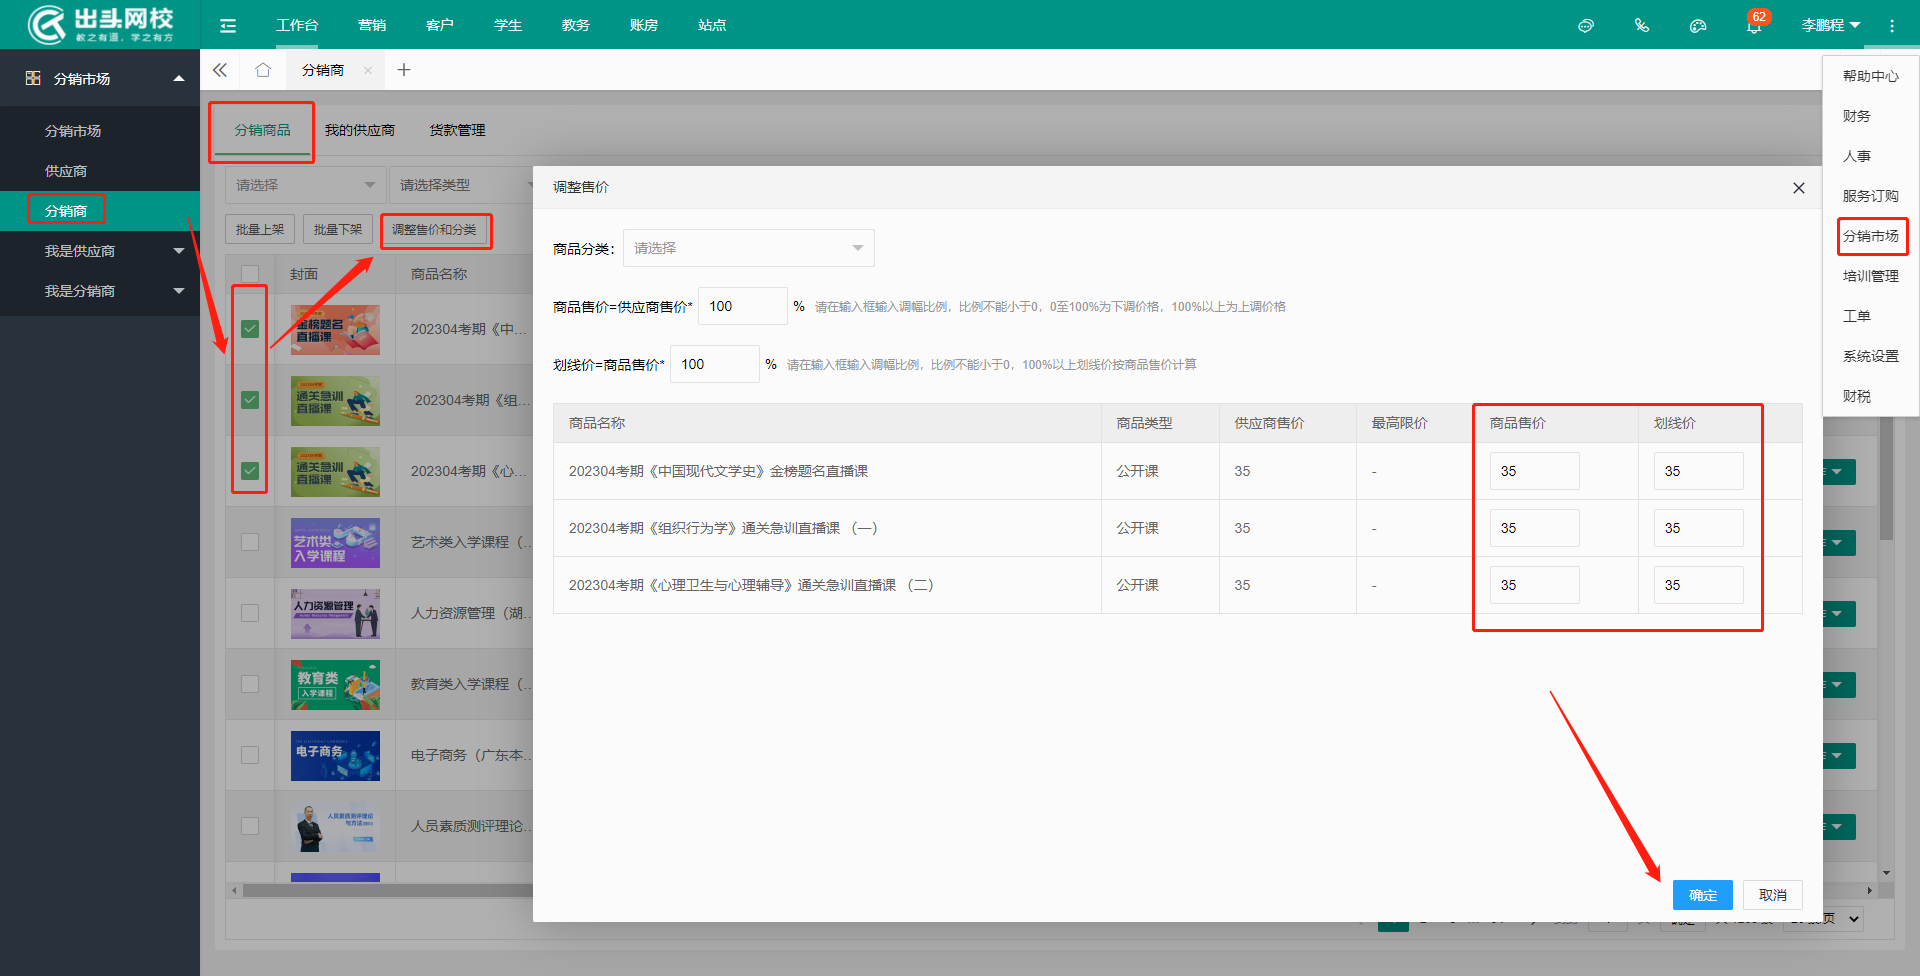 出头网校
教之有道，学之有方
工作台 营销 客户 学生 教务 账房 站点
62
李鹏程
分销市场
分销市场
供应商
分销商
我是供应商
我是分销商
分销商
分销商品 我的供应商 货款管理
请选择 请选择类型
批量上架 批量下架 调整售价和分类
封面 商品名称
金榜题名
直播课
202304考期《中...
通关急训
直播课
202304考期《组...
通关急训
直播课
202304考期《心...
艺术类
入学课程
艺术类入学课程（...
人力资源管理
人力资源管理（湖...
教育类
入学课程
教育类入学课程（...
电子商务
电子商务（广东本...
人员素质测评理论
与方法
人员素质测评理论...
调整售价
商品分类： 请选择
商品售价=供应商售价* 100 % 请在输入框输入调幅比例，比例不能小于0，0至100%为下调价格，100%以上为上调价格
划线价=商品售价* 100 % 请在输入框输入调幅比例，比例不能小于0，100%以上划线价按商品售价计算
商品名称 商品类型 供应商售价 最高限价 商品售价 划线价
202304考期《中国现代文学史》金榜题名直播课 公开课 35 - 35 35
202304考期《组织行为学》通关急训直播课 （一） 公开课 35 - 35 35
202304考期《心理卫生与心理辅导》通关急训直播课 （二） 公开课 35 - 35 35
确定 取消
帮助中心
财务
人事
服务订购
分销市场
培训管理
工单
系统设置
财税